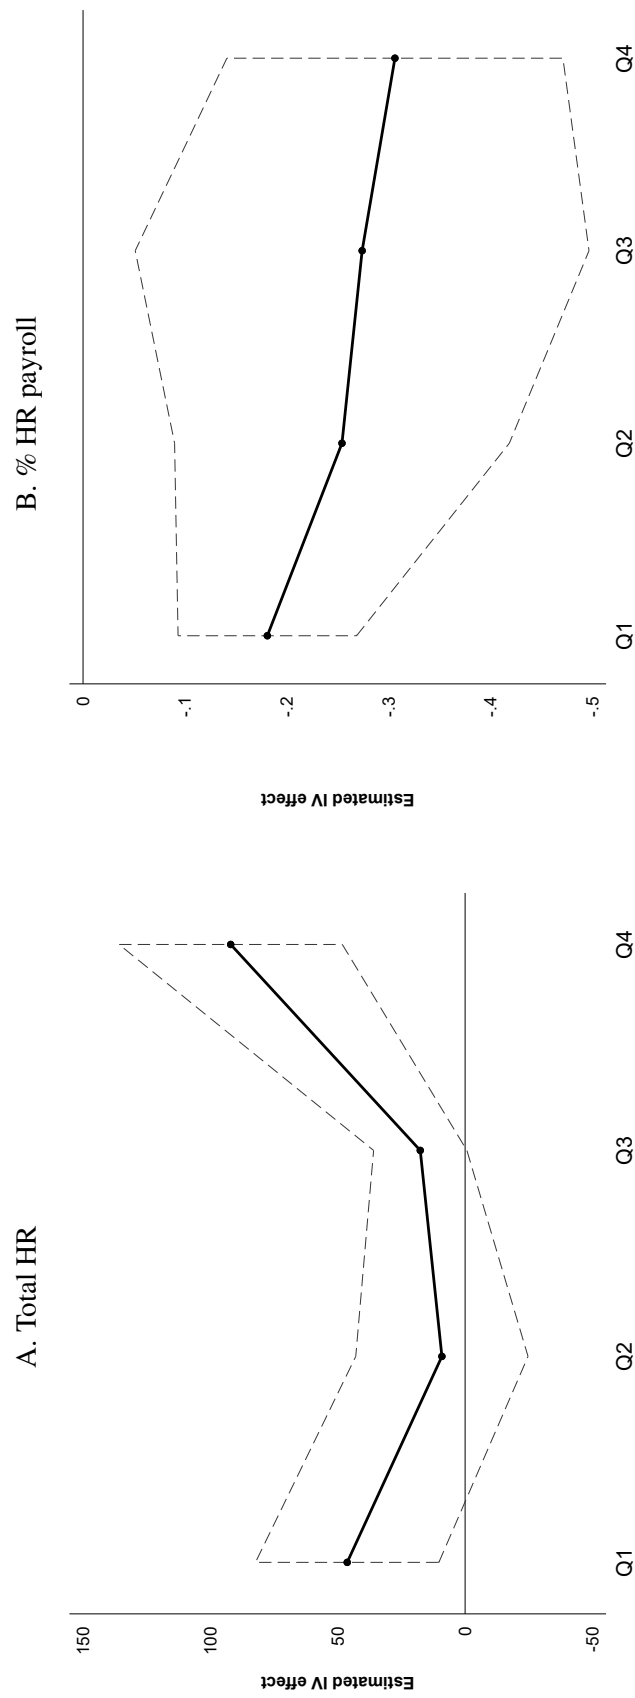 A. Total HR
Estimated IV effect
150
100
50
0
-50
Q1 Q2 Q3 Q4
B. % HR payroll
Estimated IV effect
0
-.1
-.2
-.3
-.4
-.5
Q1 Q2 Q3 Q4